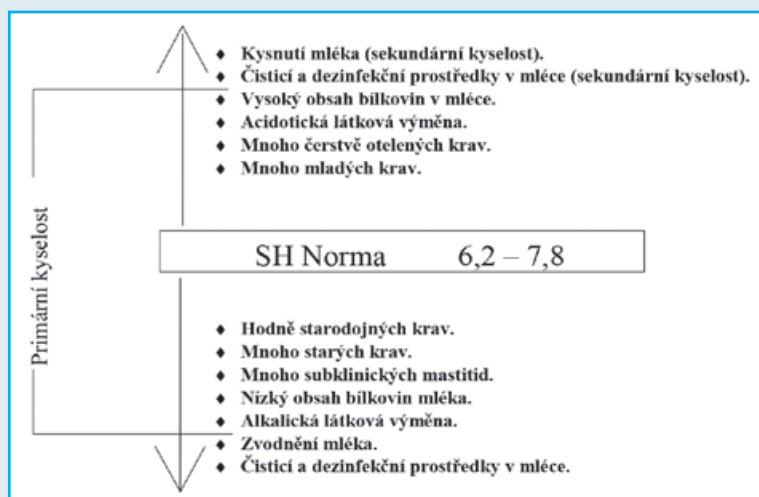 ♦ Kysnutí mléka (sekundární kyselost).
♦ Čisticí a dezinfekční prostředky v mléce (sekundární kyselost).
♦ Vysoký obsah bílkovin v mléce.
♦ Acidotická látková výměna.
♦ Mnoho čerstvě otelených krav.
♦ Mnoho mladých krav.
Primární kyselost
SH Norma 6,2 – 7,8
♦ Hodně starodojných krav.
♦ Mnoho starých krav.
♦ Mnoho subklinických mastitid.
♦ Nízký obsah bílkovin mléka.
♦ Alkalická látková výměna.
♦ Zvodnění mléka.
♦ Čisticí a dezinfekční prostředky v mléce.